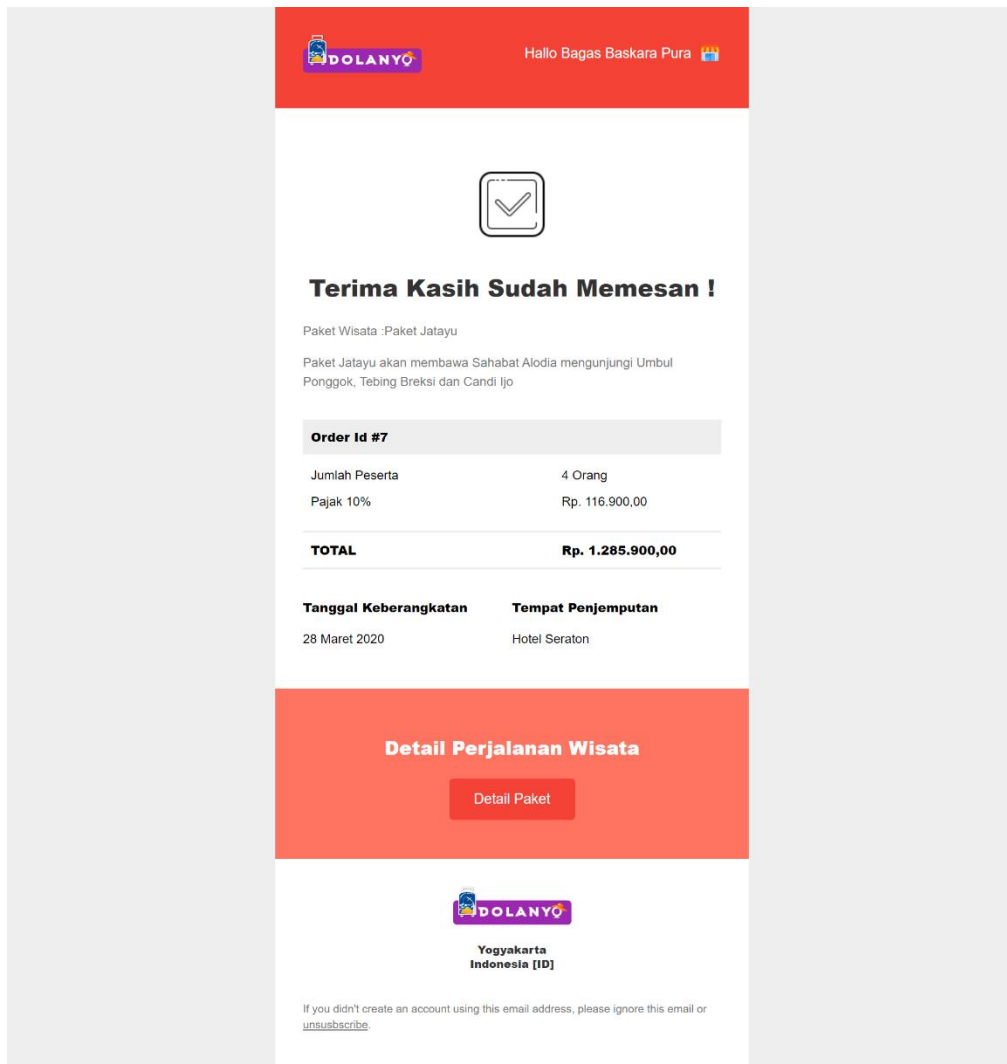 DOLANYO
Hallo Bagas Baskara Pura
Terima Kasih Sudah Memesan !
Paket Wisata :Paket Jatayu
Paket Jatayu akan membawa Sahabat Alodia mengunjungi Umbul
Ponggok, Tebing Breksi dan Candi Ijo
Order Id #7
Jumlah Peserta 4 Orang
Pajak 10% Rp. 116.900,00
TOTAL Rp. 1.285.900,00
Tanggal Keberangkatan Tempat Penjemputan
28 Maret 2020 Hotel Seraton
Detail Perjalanan Wisata
Detail Paket
DOLANYO
Yogyakarta
Indonesia [ID]
If you didn't create an account using this email address, please ignore this email or
unsusbscribe.